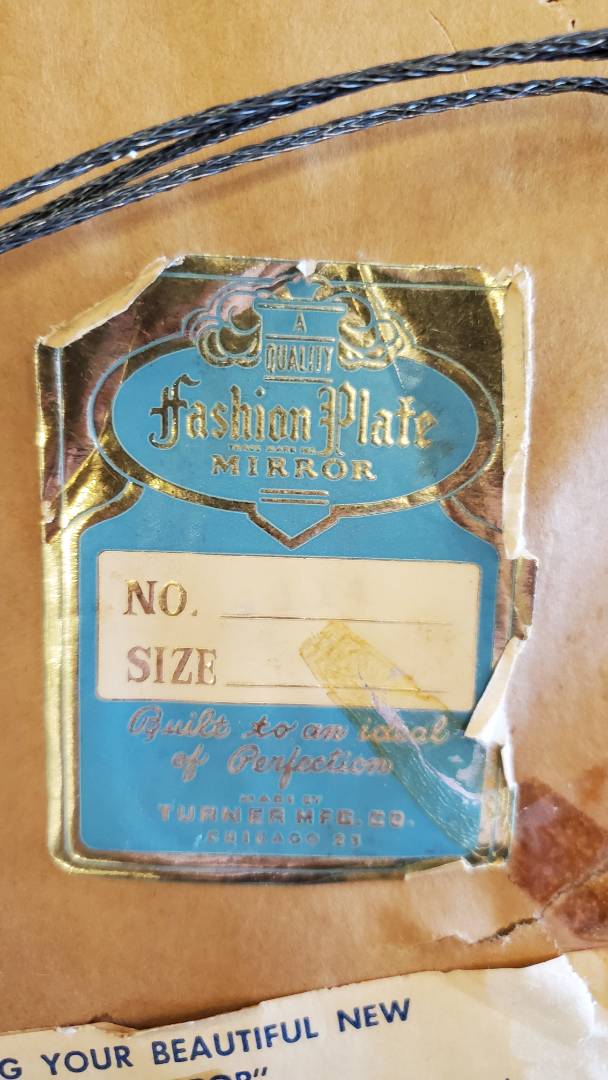 A
QUALITY
Fashion Plate
MIRROR
NO.
SIZE
Built to an ideal
of Perfection
MADE BY
TURNER MFG. CO.
CHICAGO 23
G YOUR BEAUTIFUL NEW